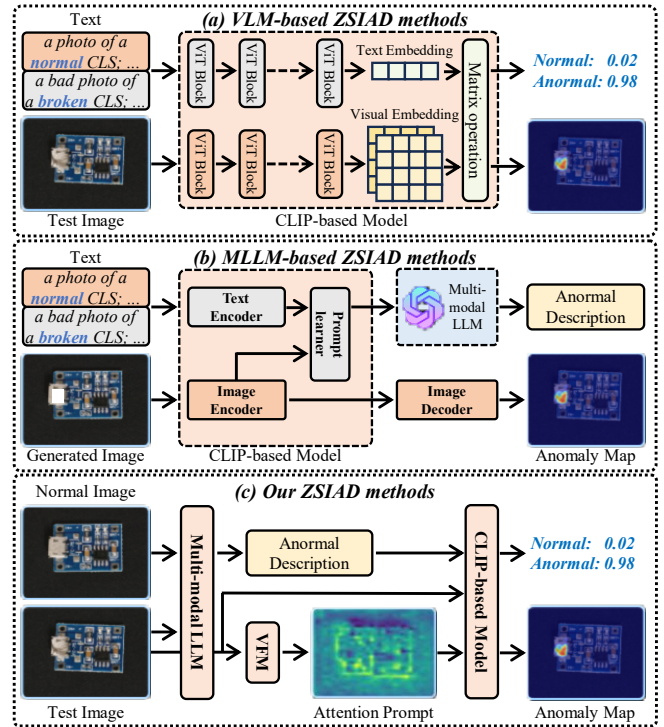 (a) VLM-based ZSIAD methods
Text
a photo of a
normal CLS; ...
a bad photo of
a broken CLS; ...
Test Image
ViT Block
ViT Block
ViT Block
Text Embedding
ViT Block
ViT Block
ViT Block
Visual Embedding
Matrix operation
CLIP-based Model
Normal: 0.02
Anormal: 0.98
(b) MLLM-based ZSIAD methods
Text
a photo of a
normal CLS; ...
a bad photo of
a broken CLS; ...
Generated Image
Text
Encoder
Prompt
learner
Image
Encoder
CLIP-based Model
Multi-
modal
LLM
Anormal
Description
Image
Decoder
Anomaly Map
(c) Our ZSIAD methods
Normal Image
Test Image
Multi-modal LLM
Anormal
Description
VFM
Attention Prompt
CLIP-based Model
Normal: 0.02
Anormal: 0.98
Anomaly Map